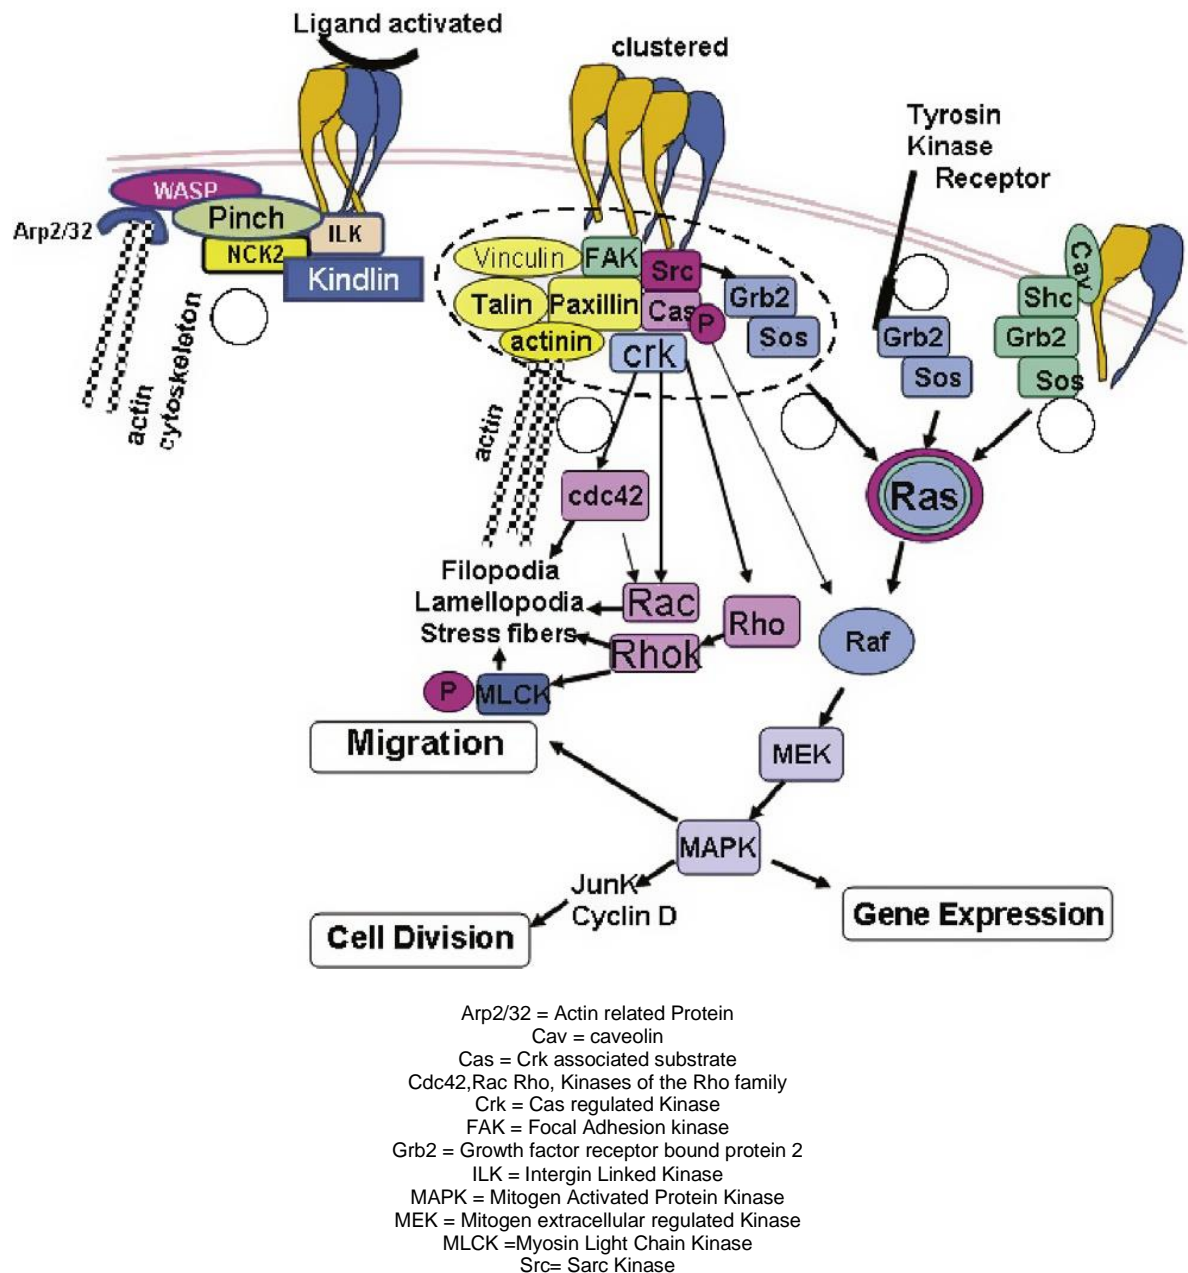 Ligand activated
clustered
Tyrosin
Kinase
Receptor
WASP
Arp2/32
Pinch
NCK2
ILK
Kindlin
actin
cytoskeleton
Vinculin
FAK
Src
Talin
Paxillin
Cas
P
actinin
crk
Grb2
Sos
Grb2
Sos
Cav
Shc
Grb2
Sos
actin
cdc42
Ras
Filopodia
Lamellopodia
Stress fibers
Rac
Rho
Rhok
Raf
P
MLCK
Migration
MEK
MAPK
JunK
Cyclin D
Cell Division
Gene Expression
Arp2/32 = Actin related Protein
Cav = caveolin
Cas = Crk associated substrate
Cdc42,Rac Rho, Kinases of the Rho family
Crk = Cas regulated Kinase
FAK = Focal Adhesion kinase
Grb2 = Growth factor receptor bound protein 2
ILK = Intergin Linked Kinase
MAPK = Mitogen Activated Protein Kinase
MEK = Mitogen extracellular regulated Kinase
MLCK =Myosin Light Chain Kinase
Src= Sarc Kinase